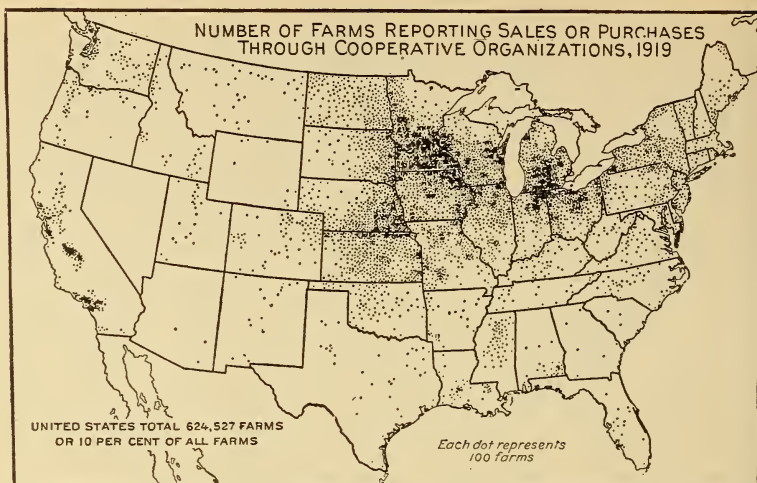 NUMBER OF FARMS REPORTING SALES OR PURCHASES
THROUGH COOPERATIVE ORGANIZATIONS, 1919
UNITED STATES TOTAL 624,527 FARMS
OR 10 PER CENT OF ALL FARMS
Each dot represents
100 farms